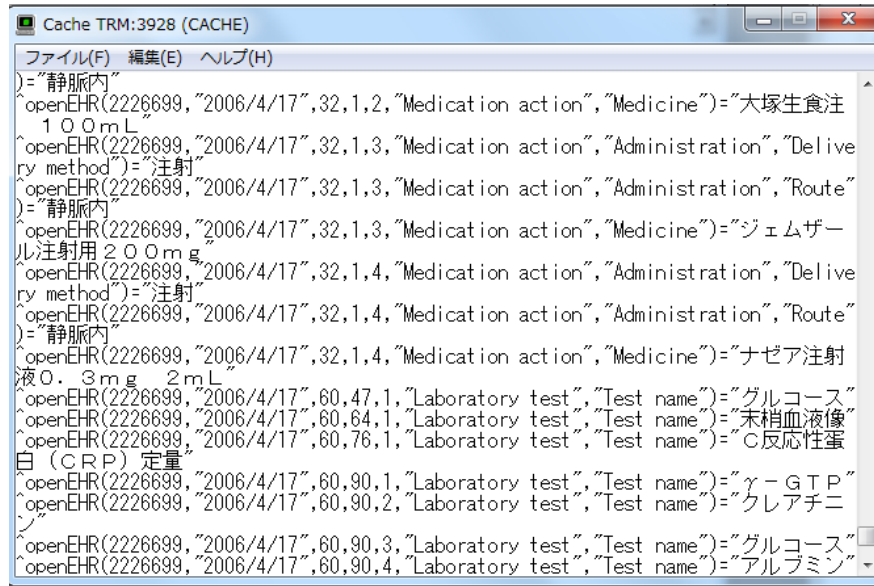 Cache TRM:3928 (CACHE)
ファイル(F) 編集(E) ヘルプ(H)
)="静脈内"
^openEHR(2226699,"2006/4/17",32,1,2,"Medication action","Medicine")="大塚生食注
　１００ｍＬ"
^openEHR(2226699,"2006/4/17",32,1,3,"Medication action","Administration","Delive
ry method")="注射"
^openEHR(2226699,"2006/4/17",32,1,3,"Medication action","Administration","Route"
)="静脈内"
^openEHR(2226699,"2006/4/17",32,1,3,"Medication action","Medicine")="ジェムザー
ル注射用２００ｍｇ"
^openEHR(2226699,"2006/4/17",32,1,4,"Medication action","Administration","Delive
ry method")="注射"
^openEHR(2226699,"2006/4/17",32,1,4,"Medication action","Administration","Route"
)="静脈内"
^openEHR(2226699,"2006/4/17",32,1,4,"Medication action","Medicine")="ナゼア注射
液０．３ｍｇ　２ｍＬ"
^openEHR(2226699,"2006/4/17",60,47,1,"Laboratory test","Test name")="グルコース"
^openEHR(2226699,"2006/4/17",60,64,1,"Laboratory test","Test name")="末梢血液像"
^openEHR(2226699,"2006/4/17",60,76,1,"Laboratory test","Test name")="Ｃ反応性蛋
白（ＣＲＰ）定量"
^openEHR(2226699,"2006/4/17",60,90,1,"Laboratory test","Test name")="γ－ＧＴＰ"
^openEHR(2226699,"2006/4/17",60,90,2,"Laboratory test","Test name")="クレアチニ
ン"
^openEHR(2226699,"2006/4/17",60,90,3,"Laboratory test","Test name")="グルコース"
^openEHR(2226699,"2006/4/17",60,90,4,"Laboratory test","Test name")="アルブミン"